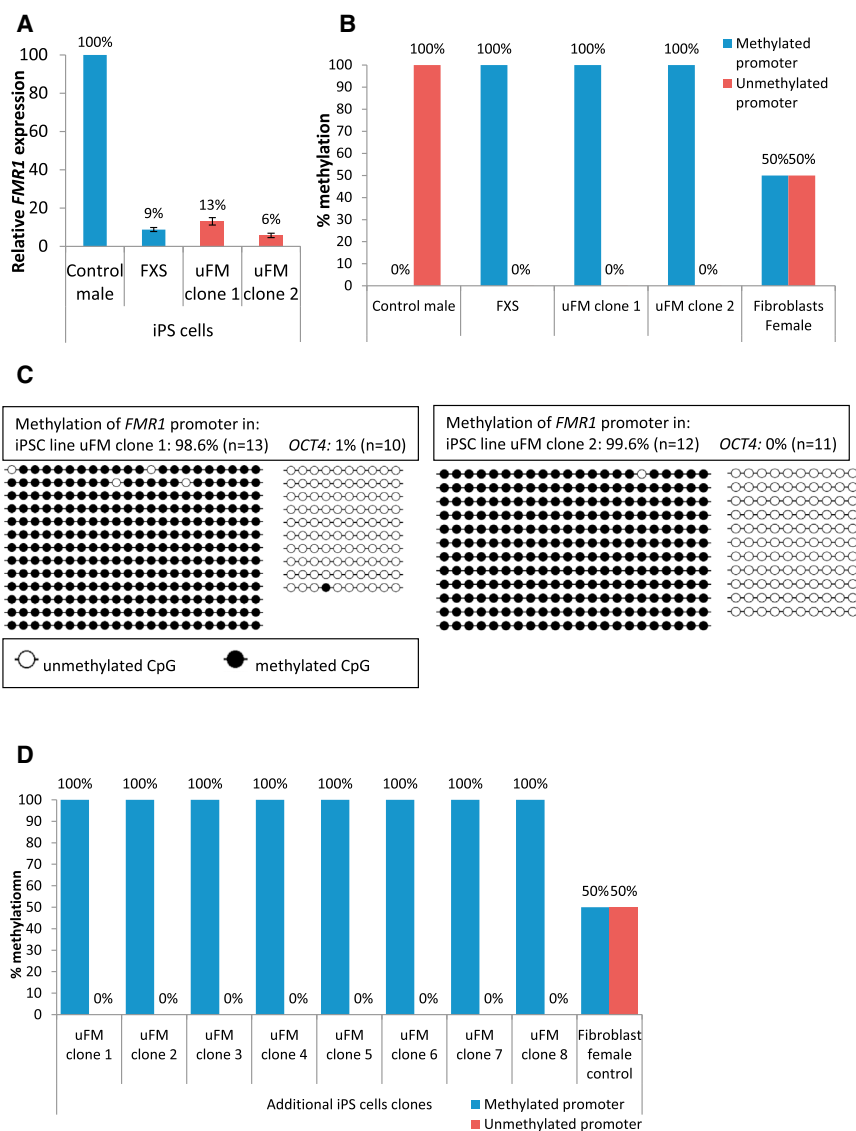 A
100%
100
80
60
40
20
0
Relative FMR1 expression
9%
13%
6%
Control male
FXS
uFM clone 1
uFM clone 2
iPS cells
B
100%
100%
100%
100%
Methylated promoter
Unmethylated promoter
100
90
80
70
60
50
40
30
20
10
0
% methylation
50%
50%
0%
0%
0%
0%
Control male
FXS
uFM clone 1
uFM clone 2
Fibroblasts Female
C
Methylation of FMR1 promoter in:
iPSC line uFM clone 1: 98.6% (n=13) OCT4: 1% (n=10)
Methylation of FMR1 promoter in:
iPSC line uFM clone 2: 99.6% (n=12) OCT4: 0% (n=11)
unmethylated CpG
methylated CpG
D
100%
100%
100%
100%
100%
100%
100%
100%
100
90
80
70
60
50
40
30
20
10
0
% methylatiomn
50%
50%
0%
0%
0%
0%
0%
0%
0%
0%
uFM clone 1
uFM clone 2
uFM clone 3
uFM clone 4
uFM clone 5
uFM clone 6
uFM clone 7
uFM clone 8
Fibroblast female control
Additional iPS cells clones
Methylated promoter
Unmethylated promoter